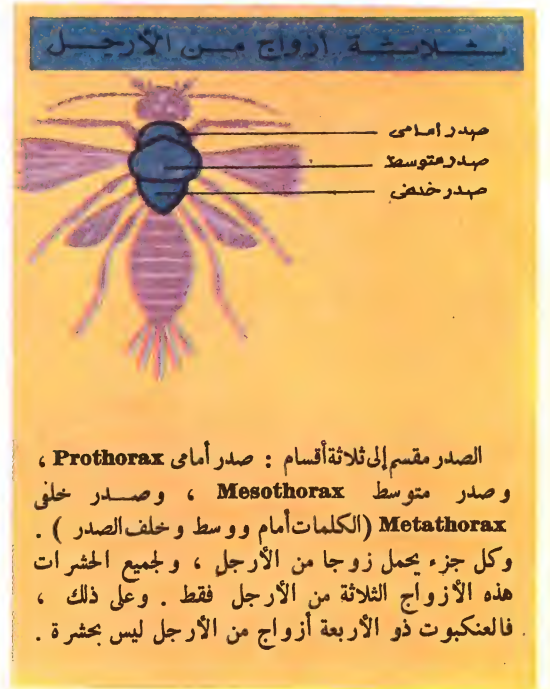 ثلاثة أزواج من الأرجل
صدر أمامى
صدر متوسط
صدر خلفى
الصدر مقسم إلى ثلاثة أقسام : صدر أمامى Prothorax ،
وصدر متوسط Mesothorax ، وصدر خلفى
Metathorax (الكلمات أمام ووسط وخلف الصدر ) .
وكل جزء يحمل زوجا من الأرجل ، ولجميع الحشرات
هذه الأزواج الثلاثة من الأرجل فقط . وعلى ذلك ،
فالعنكبوت ذو الأربعة أزواج من الأرجل ليس بحشرة .